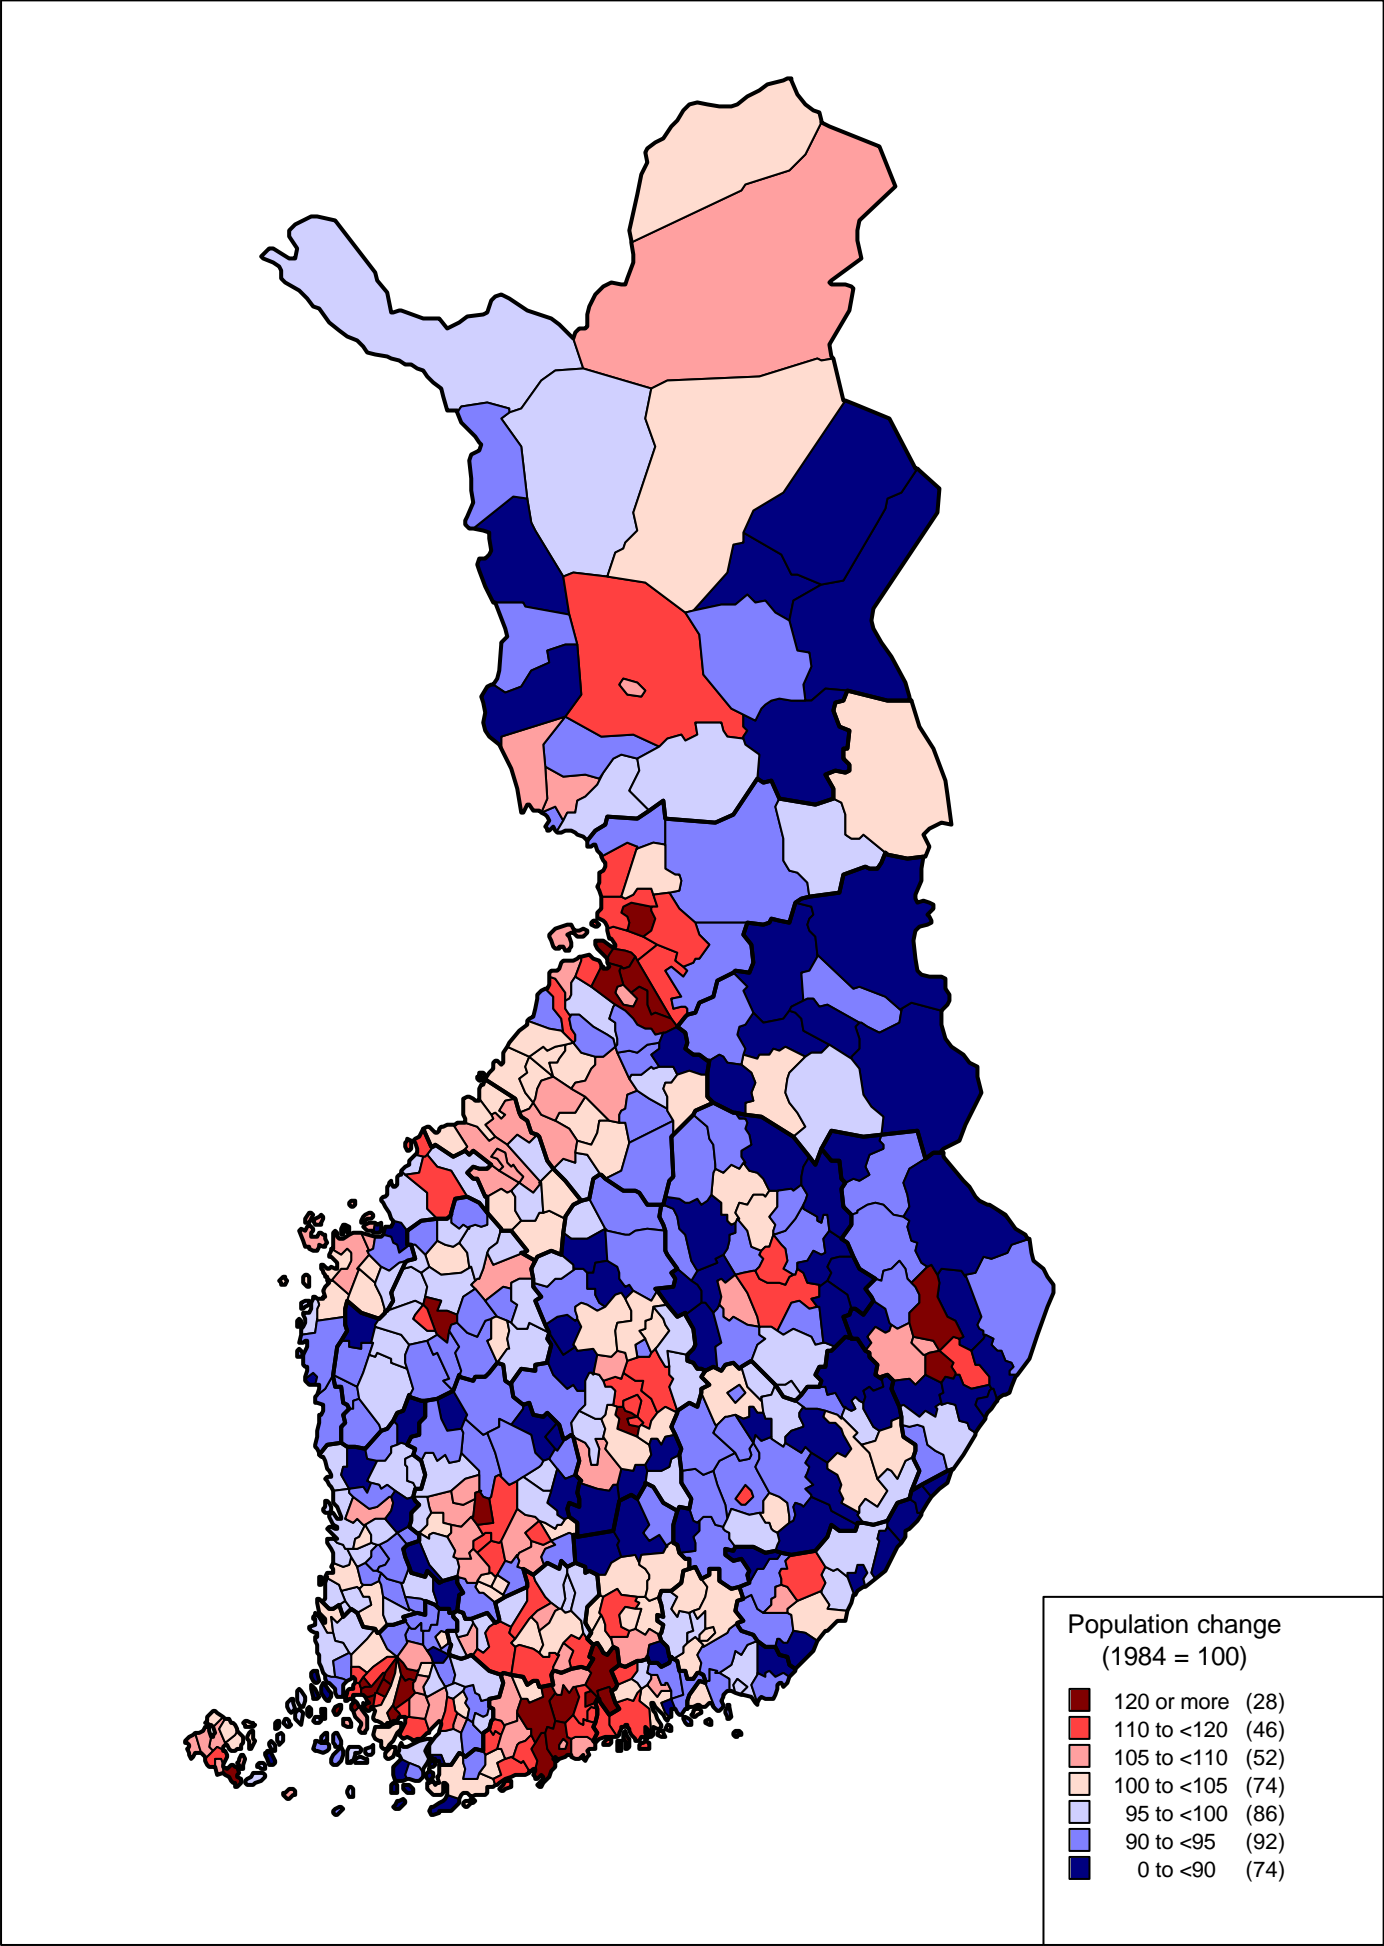 Population change
(1984 = 100)
120 or more (28)
110 to <120 (46)
105 to <110 (52)
100 to <105 (74)
95 to <100 (86)
90 to <95 (92)
0 to <90 (74)